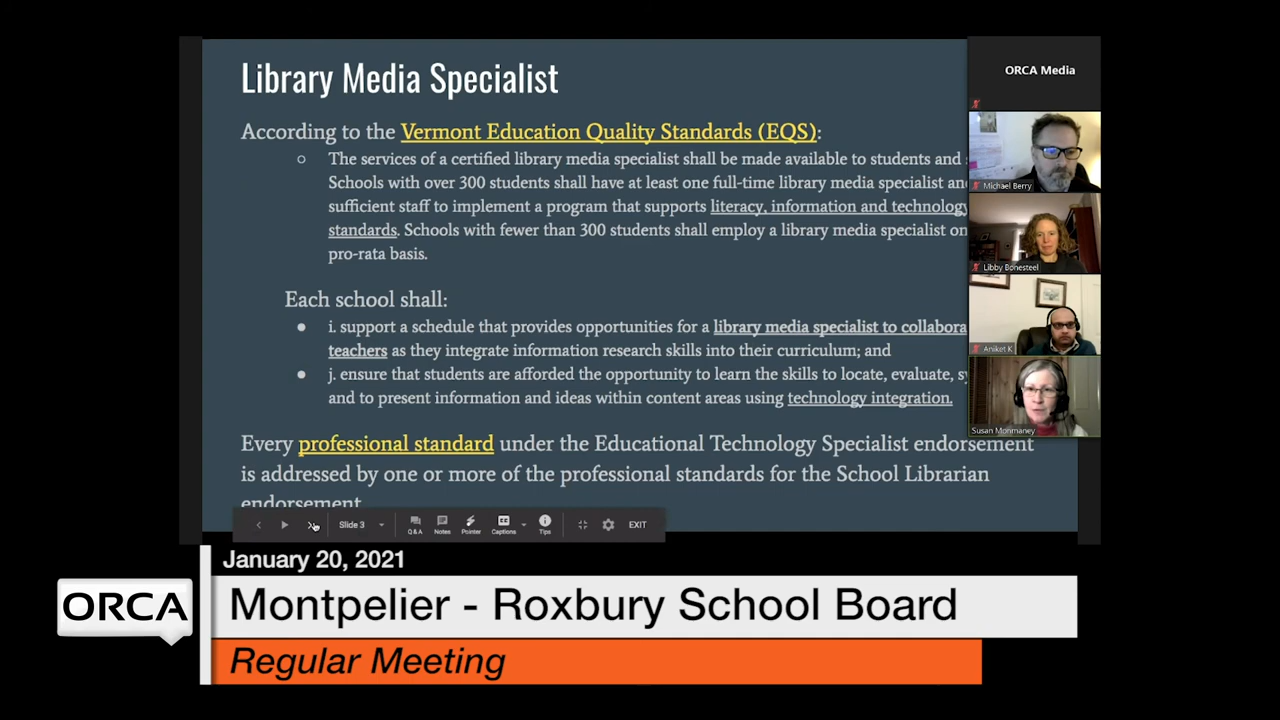 Library Media Specialist
According to the Vermont Education Quality Standards (EQS):
The services of a certified library media specialist shall be made available to students and
Schools with over 300 students shall have at least one full-time library media specialist and
sufficient staff to implement a program that supports literacy, information and technology
standards. Schools with fewer than 300 students shall employ a library media specialist on
pro-rata basis.
Each school shall:
i. support a schedule that provides opportunities for a library media specialist to collabora
teachers as they integrate information research skills into their curriculum; and
j. ensure that students are afforded the opportunity to learn the skills to locate, evaluate,
and to present information and ideas within content areas using technology integration.
Every professional standard under the Educational Technology Specialist endorsement
is addressed by one or more of the professional standards for the School Librarian
endorsement
ORCA Media
Michael Berry
Libby Bonesteel
Aniket K
Susan Monmaney
Slide 3
Q&A
Notes
Pointer
Captions
Tips
EXIT
January 20, 2021
ORCA
Montpelier - Roxbury School Board
Regular Meeting